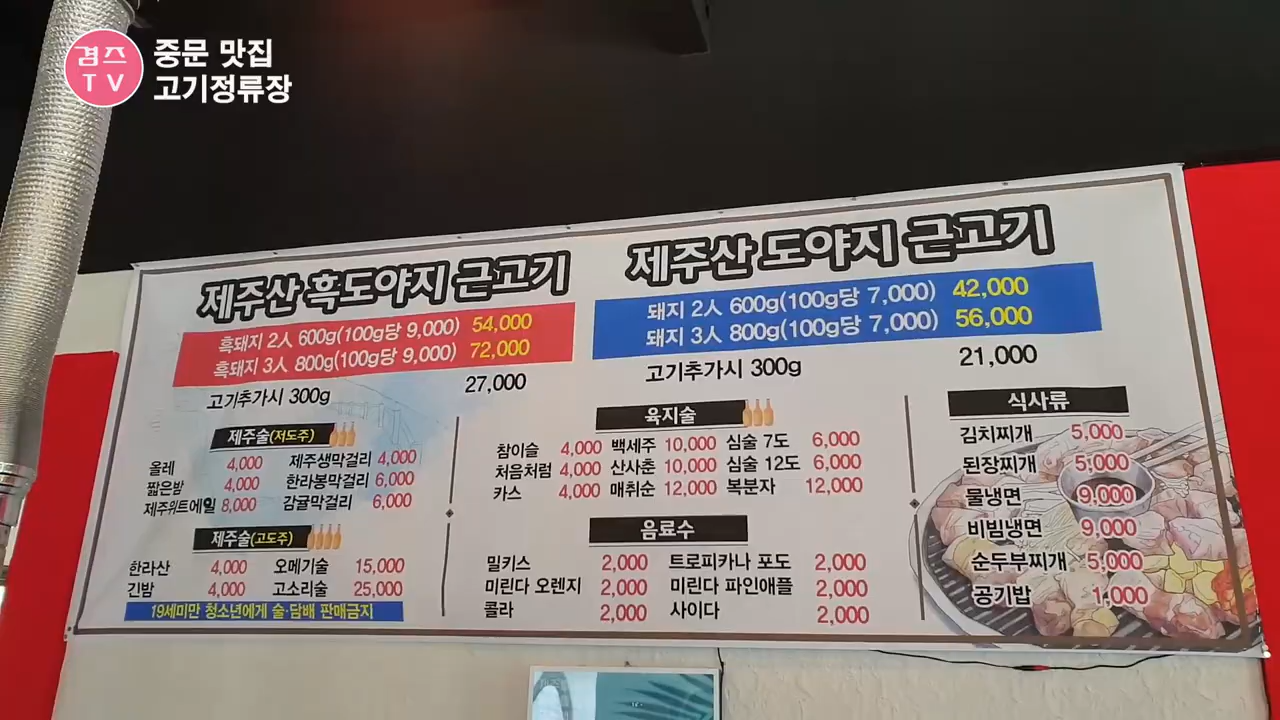 겸즈
TV
중문 맛집
고기정류장
제주산 흑도야지 근고기
흑돼지 2人 600g(100g당 9,000) 54,000
흑돼지 3人 800g(100g당 9,000) 72,000
고기추가시 300g 27,000
제주산 도야지 근고기
돼지 2人 600g(100g당 7,000) 42,000
돼지 3人 800g(100g당 7,000) 56,000
고기추가시 300g 21,000
제주술(저도주)
올레 4,000 제주생막걸리 4,000
짧은밤 4,000 한라봉막걸리 6,000
제주위트에일 8,000 감귤막걸리 6,000
제주술(고도주)
한라산 4,000 오메기술 15,000
긴밤 4,000 고소리술 25,000
19세미만 청소년에게 술·담배 판매금지
육지술
참이슬 4,000 백세주 10,000 심술 7도 6,000
처음처럼 4,000 산사춘 10,000 심술 12도 6,000
카스 4,000 매취순 12,000 복분자 12,000
음료수
밀키스 2,000 트로피카나 포도 2,000
미린다 오렌지 2,000 미린다 파인애플 2,000
콜라 2,000 사이다 2,000
식사류
김치찌개 5,000
된장찌개 5,000
물냉면 9,000
비빔냉면 9,000
순두부찌개 5,000
공기밥 1,000